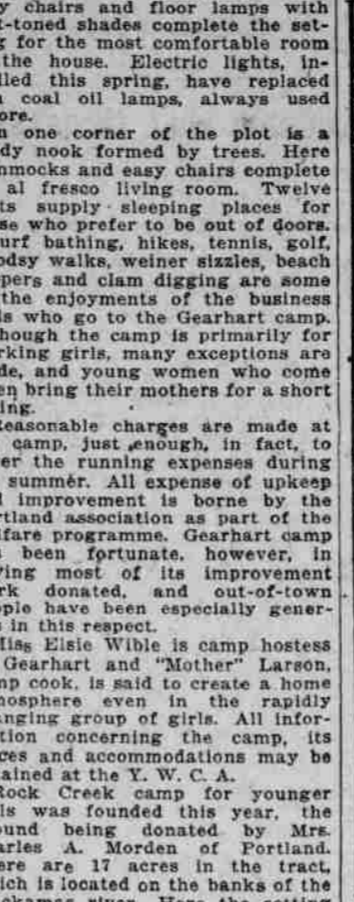 y chairs and floor lamps with
t-toned shades complete the set-
g for the most comfortable room
the house. Electric lights, in-
lled this spring, have replaced
coal oil lamps, always used
ore.
n one corner of the plot is a
dy nook formed by trees. Here
mmocks and easy chairs complete
al fresco living room. Twelve
ts supply sleeping places for
se who prefer to be out of doors.
urf bathing, hikes, tennis, golf,
odsy walks, weiner sizzles, beach
pers and clam digging are some
the enjoyments of the business
ls who go to the Gearhart camp.
hough the camp is primarily for
rking girls, many exceptions are
de, and young women who come
en bring their mothers for a short
ing.
easonable charges are made at
camp, just enough, in fact, to
er the running expenses during
summer. All expense of upkeep
improvement is borne by the
rtland association as part of the
lfare programme. Gearhart camp
been fortunate, however, in
ving most of its improvement
rk donated, and out-of-town
ople have been especially gener-
s in this respect.
Miss Elsie Wible is camp hostess
Gearhart and "Mother" Larson,
mp cook, is said to create a home
mosphere even in the rapidly
anging group of girls. All infor-
tion concerning the camp, its
ces and accommodations may be
tained at the Y. W. C. A.
Rock Creek camp for younger
ls was founded this year, the
ound being donated by Mrs.
arles A. Morden of Portland.
ere are 17 acres in the tract,
ich is located on the banks of the
ckamas river. Here the setting